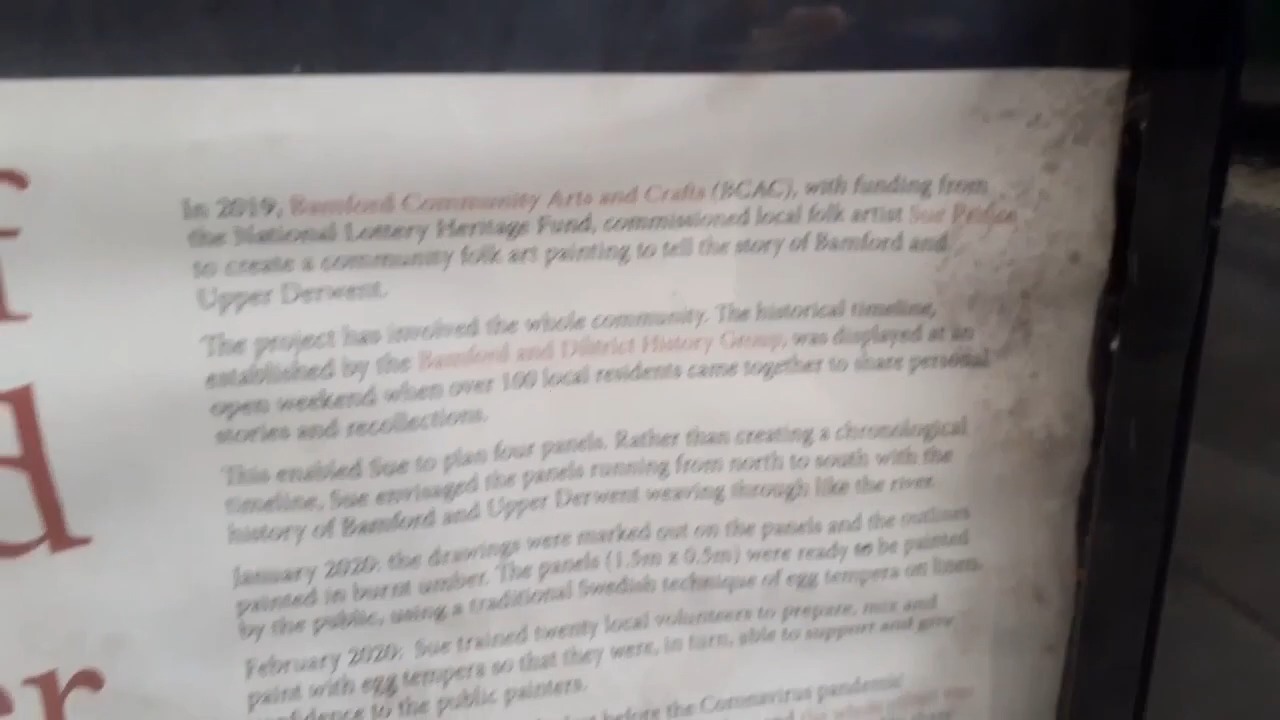 f
d
er
In 2019, Bamford Community Arts and Crafts (BCAC), with funding from
the National Lottery Heritage Fund, commissioned local folk artist Sue
to create a community folk art painting to tell the story of Bamford and
Upper Derwent.
The project has involved the whole community. The historical timeline,
established by the Bamford and District History Group, was displayed at an
open weekend when over 100 local residents came together to share personal
stories and recollections.
This enabled Sue to plan four panels. Rather than creating a chronological
timeline, Sue envisaged the panels running from north to south with the
history of Bamford and Upper Derwent weaving through like the river.
January 2020: the drawings were marked out on the panels and the outlines
painted in burnt umber. The panels (1.5m x 0.5m) were ready to be painted
by the public, using a traditional Swedish technique of egg tempera on linen.
February 2020: Sue trained twenty local volunteers to prepare, mix and
paint with egg tempera so that they were, in turn, able to support and give
confidence to the public painters.
before the Coronavirus pandemic